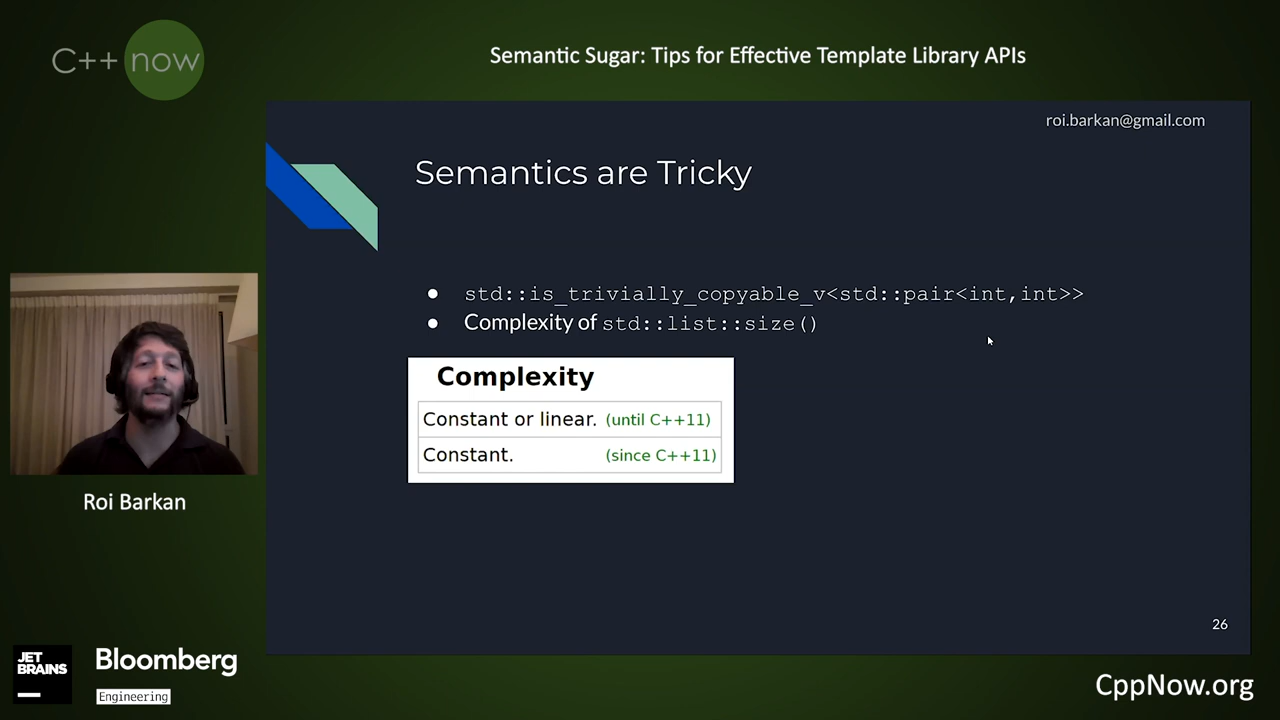 C++ now
Semantic Sugar: Tips for Effective Template Library APIs
roi.barkan@gmail.com
Semantics are Tricky
● std::is_trivially_copyable_v<std::pair<int,int>>
● Complexity of std::list::size()
Complexity
Constant or linear. (until C++11)
Constant. (since C++11)
Roi Barkan
26
JET
BRAINS
Bloomberg
Engineering
CppNow.org